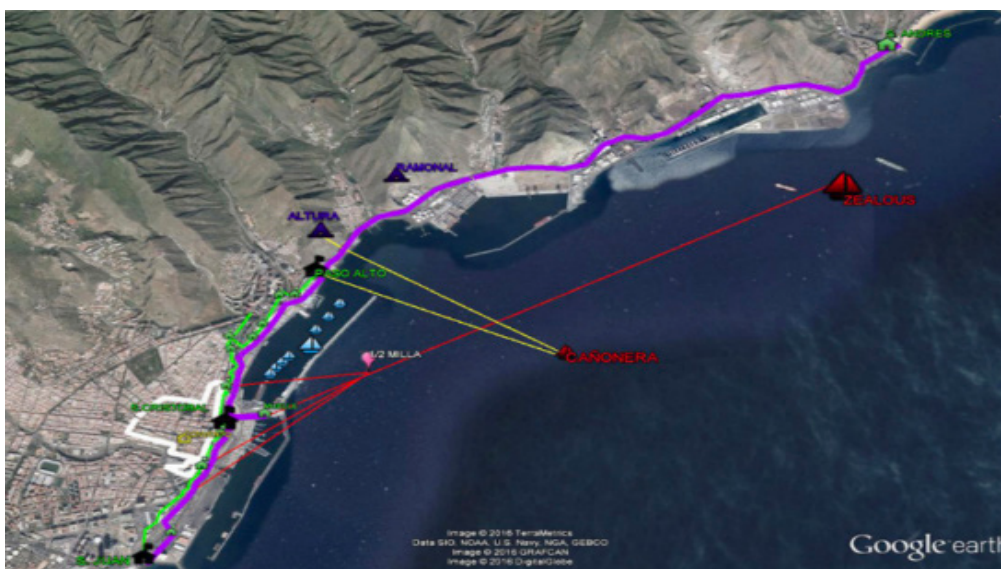 S. ANDRES
RAMONAL
ZEALOUS
ALTURA
PASO ALTO
1/2 MILLA
CAÑONERA
S.CRISTOBAL
S. JUAN
Image © 2016 TerraMetrics
Data SIO, NOAA, U.S. Navy, NGA, GEBCO
Image © 2016 GRAFCAN
Image © 2016 DigitalGlobe
Google earth